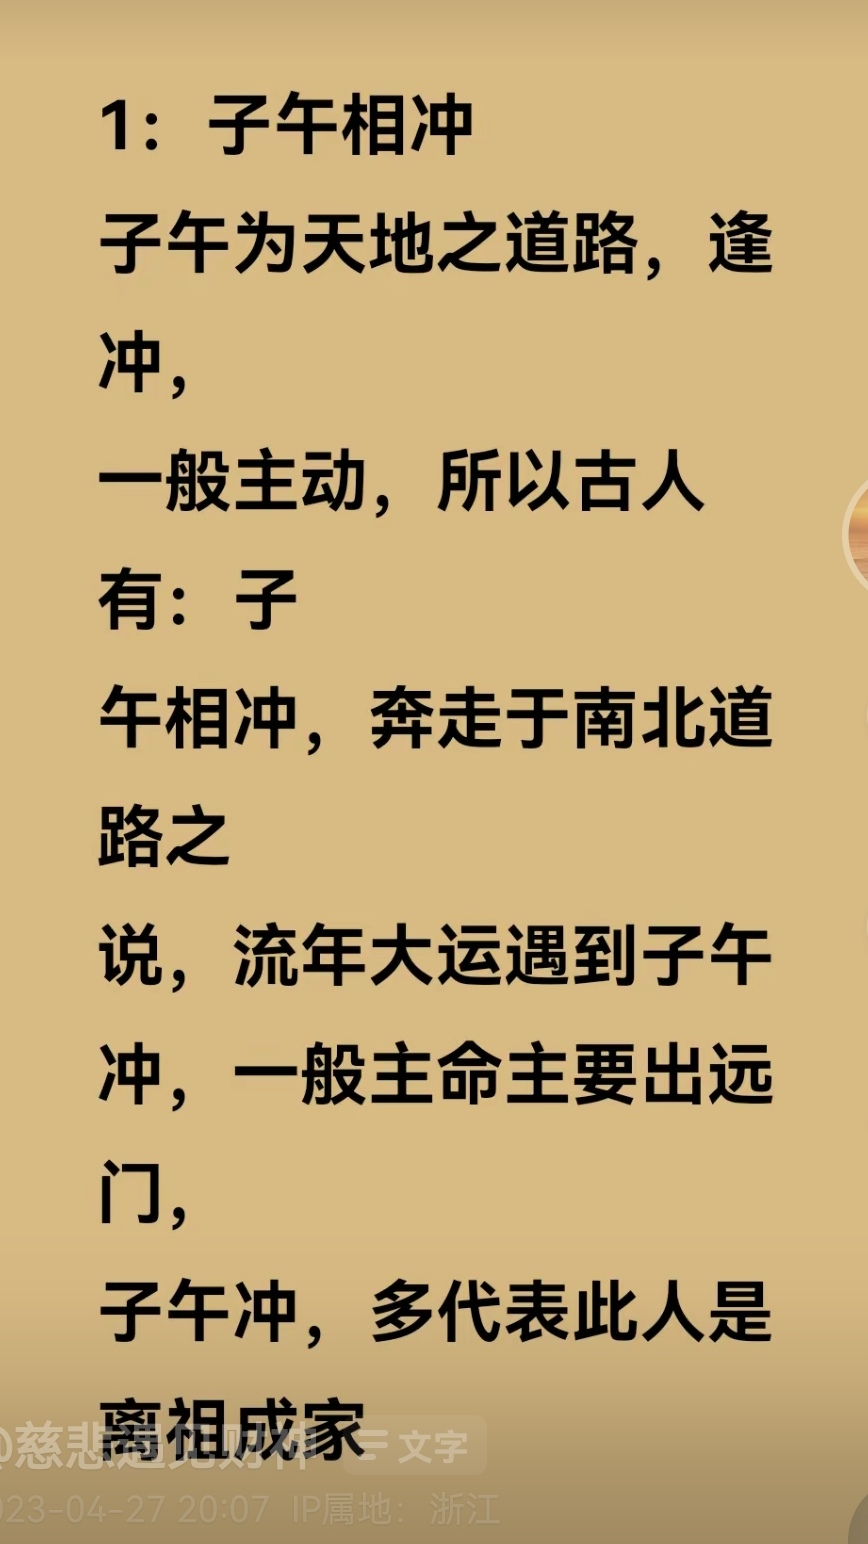 1：子午相冲
子午为天地之道路，逢
冲，
一般主动，所以古人
有：子
午相冲，奔走于南北道
路之
说，流年大运遇到子午
冲，一般主命主要出远
门，
子午冲，多代表此人是
离祖成家
@慈悲遇见财神 文字
023-04-27 20:07 IP属地：浙江